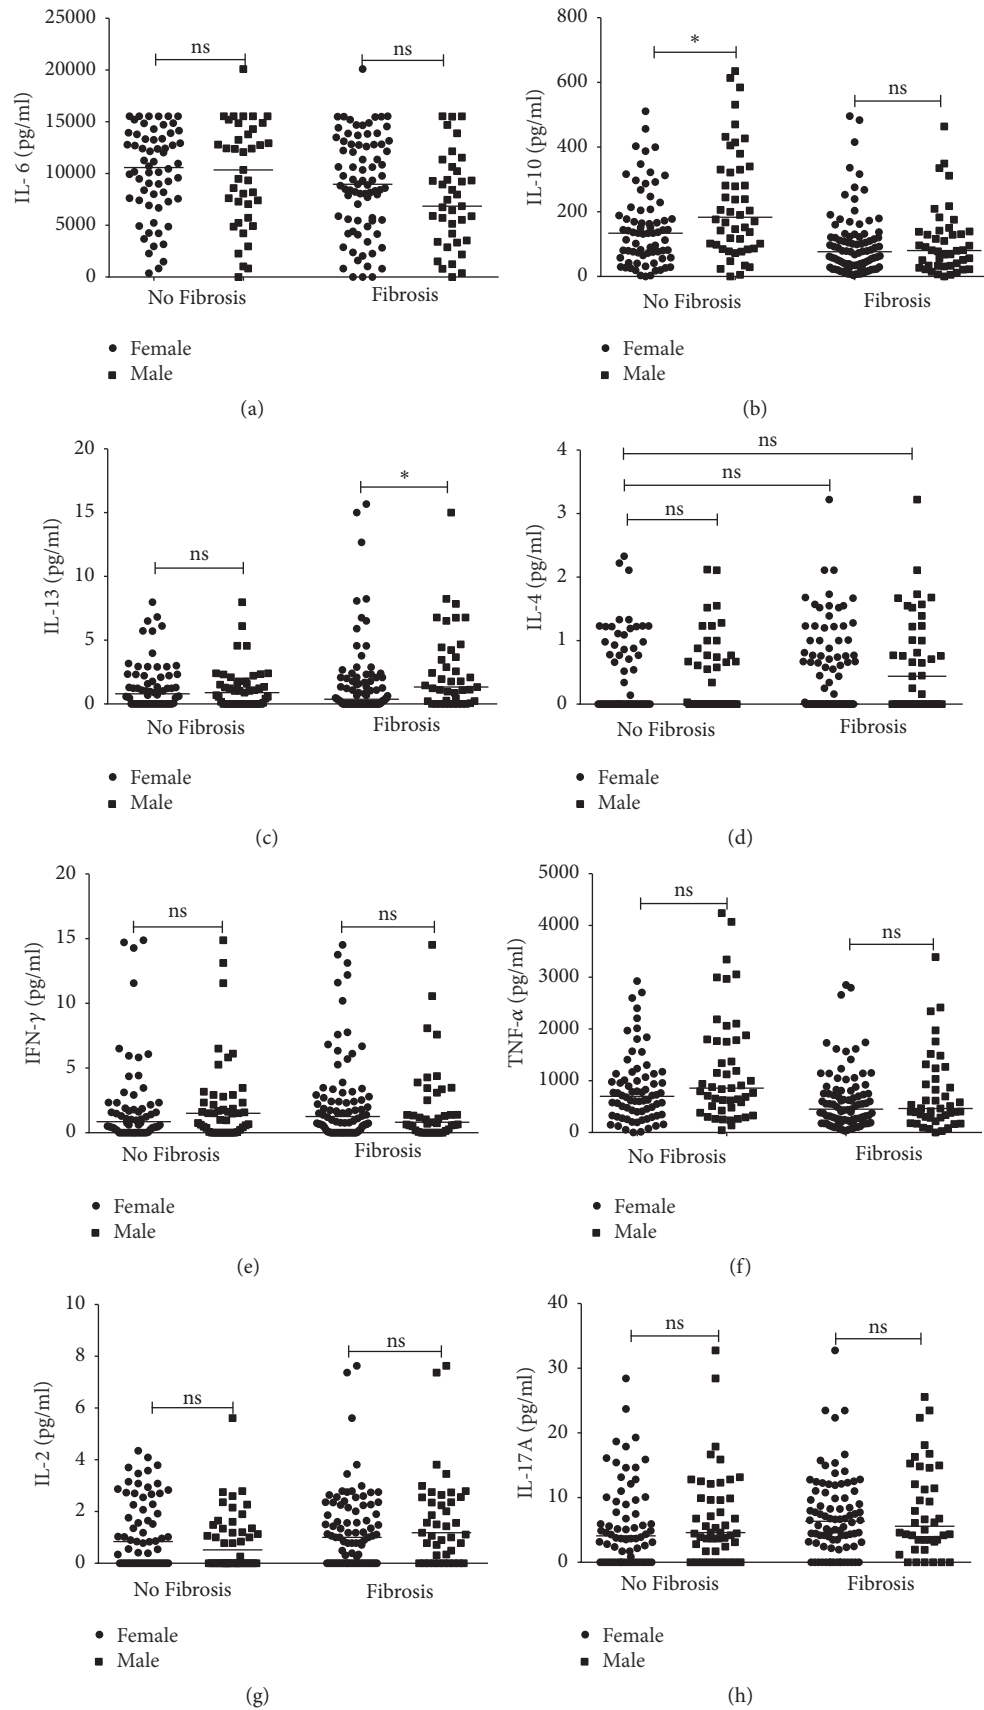 25000
20000
15000
10000
5000
0
IL- 6 (pg/ml)
ns
ns
No Fibrosis
Fibrosis
Female
Male
(a)
800
600
400
200
0
IL-10 (pg/ml)
*
ns
No Fibrosis
Fibrosis
Female
Male
(b)
20
15
10
5
0
IL-13 (pg/ml)
ns
*
No Fibrosis
Fibrosis
Female
Male
(c)
4
3
2
1
0
IL-4 (pg/ml)
ns
ns
ns
No Fibrosis
Fibrosis
Female
Male
(d)
20
15
10
5
0
IFN-γ (pg/ml)
ns
ns
No Fibrosis
Fibrosis
Female
Male
(e)
5000
4000
3000
2000
1000
0
TNF-α (pg/ml)
ns
ns
No Fibrosis
Fibrosis
Female
Male
(f)
10
8
6
4
2
0
IL-2 (pg/ml)
ns
ns
No Fibrosis
Fibrosis
Female
Male
(g)
40
30
20
10
0
IL-17A (pg/ml)
ns
ns
No Fibrosis
Fibrosis
Female
Male
(h)